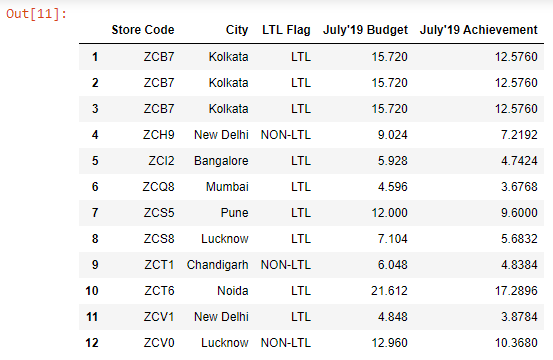 Out[11]:
Store Code City LTL Flag July'19 Budget July'19 Achievement
1 ZCB7 Kolkata LTL 15.720 12.5760
2 ZCB7 Kolkata LTL 15.720 12.5760
3 ZCB7 Kolkata LTL 15.720 12.5760
4 ZCH9 New Delhi NON-LTL 9.024 7.2192
5 ZCI2 Bangalore LTL 5.928 4.7424
6 ZCQ8 Mumbai LTL 4.596 3.6768
7 ZCS5 Pune LTL 12.000 9.6000
8 ZCS8 Lucknow LTL 7.104 5.6832
9 ZCT1 Chandigarh NON-LTL 6.048 4.8384
10 ZCT6 Noida LTL 21.612 17.2896
11 ZCV1 New Delhi LTL 4.848 3.8784
12 ZCV0 Lucknow NON-LTL 12.960 10.3680